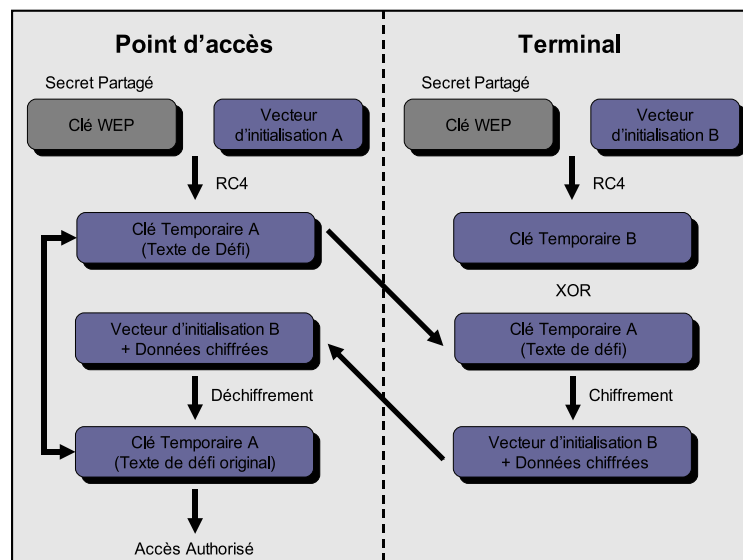 Point d'accès
Secret Partagé
Clé WEP
Vecteur
d'initialisation A
RC4
Clé Temporaire A
(Texte de Défi)
Vecteur d'initialisation B
+ Données chiffrées
Déchiffrement
Clé Temporaire A
(Texte de défi original)
Accès Authorisé
Terminal
Secret Partagé
Clé WEP
Vecteur
d'initialisation B
RC4
Clé Temporaire B
XOR
Clé Temporaire A
(Texte de défi)
Chiffrement
Vecteur d'initialisation B
+ Données chiffrées